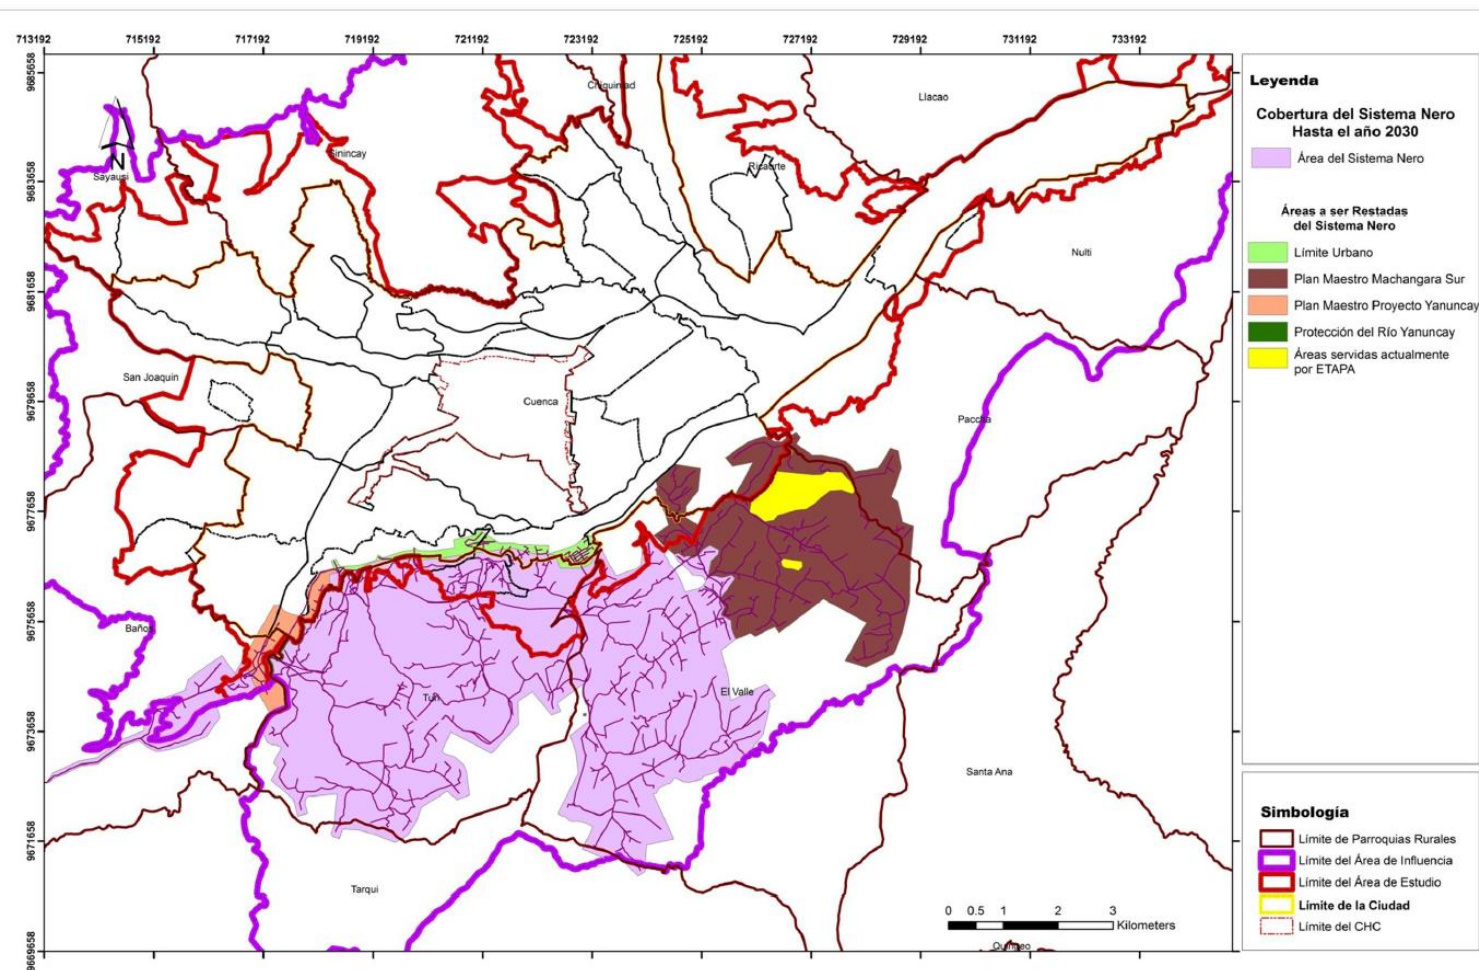 713192 715192 717192 719192 721192 723192 725192 727192 729192 731192 733192
9685658
9683658
9681658
9679658
9677658
9675658
9673658
9671658
9669658
N
Sayausi
Sinincay
Llacao
Ricaurte
Nulti
San Joaquin
Cuenca
Paccha
Baños
Turi
El Valle
Santa Ana
Tarqui
0 0.5 1 2 3
Kilometers
Leyenda
Cobertura del Sistema Nero
Hasta el año 2030
Área del Sistema Nero
Áreas a ser Restadas
del Sistema Nero
Límite Urbano
Plan Maestro Machangara Sur
Plan Maestro Proyecto Yanuncay
Protección del Río Yanuncay
Áreas servidas actualmente
por ETAPA
Simbología
Límite de Parroquias Rurales
Límite del Área de Influencia
Límite del Área de Estudio
Límite de la Ciudad
Límite del CHC